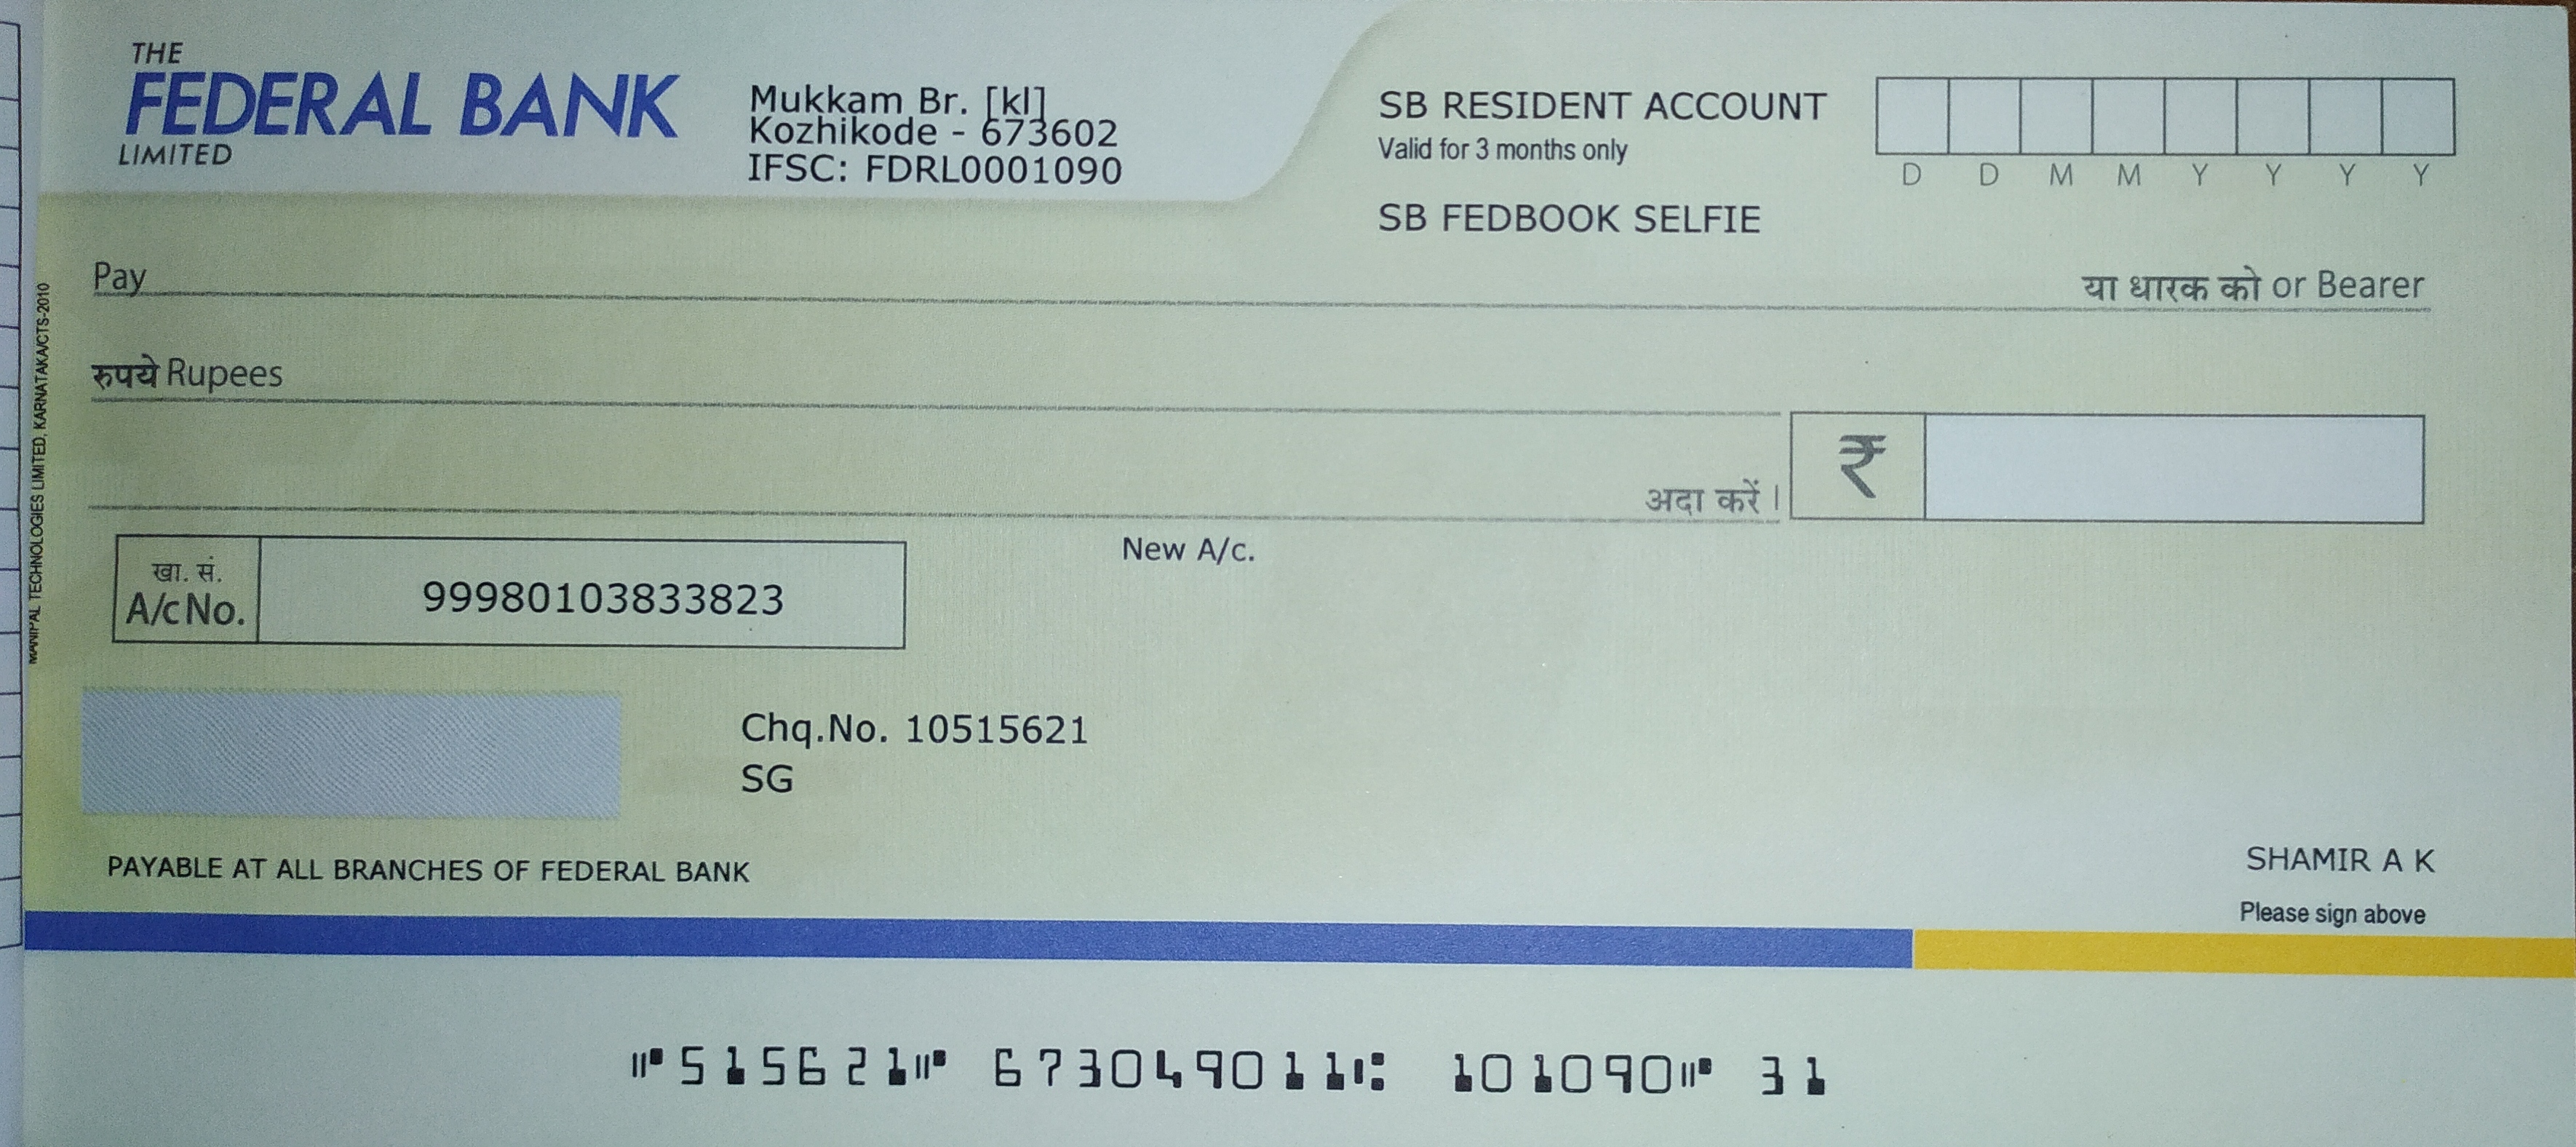 THE
FEDERAL BANK
LIMITED
Mukkam Br. [kl]
Kozhikode - 673602
IFSC: FDRL0001090
SB RESIDENT ACCOUNT
Valid for 3 months only
SB FEDBOOK SELFIE
D D M M Y Y Y Y
Pay
या धारक को or Bearer
रुपये Rupees
अदा करें।
₹
खा. सं.
A/c No.
99980103833823
New A/c.
Chq.No. 10515621
SG
PAYABLE AT ALL BRANCHES OF FEDERAL BANK
SHAMIR A K
Please sign above
MANIPAL TECHNOLOGIES LIMITED, KARNATAKA/CTS-2010
⑈515621⑈ 673049011⑆ 101090⑈ 31